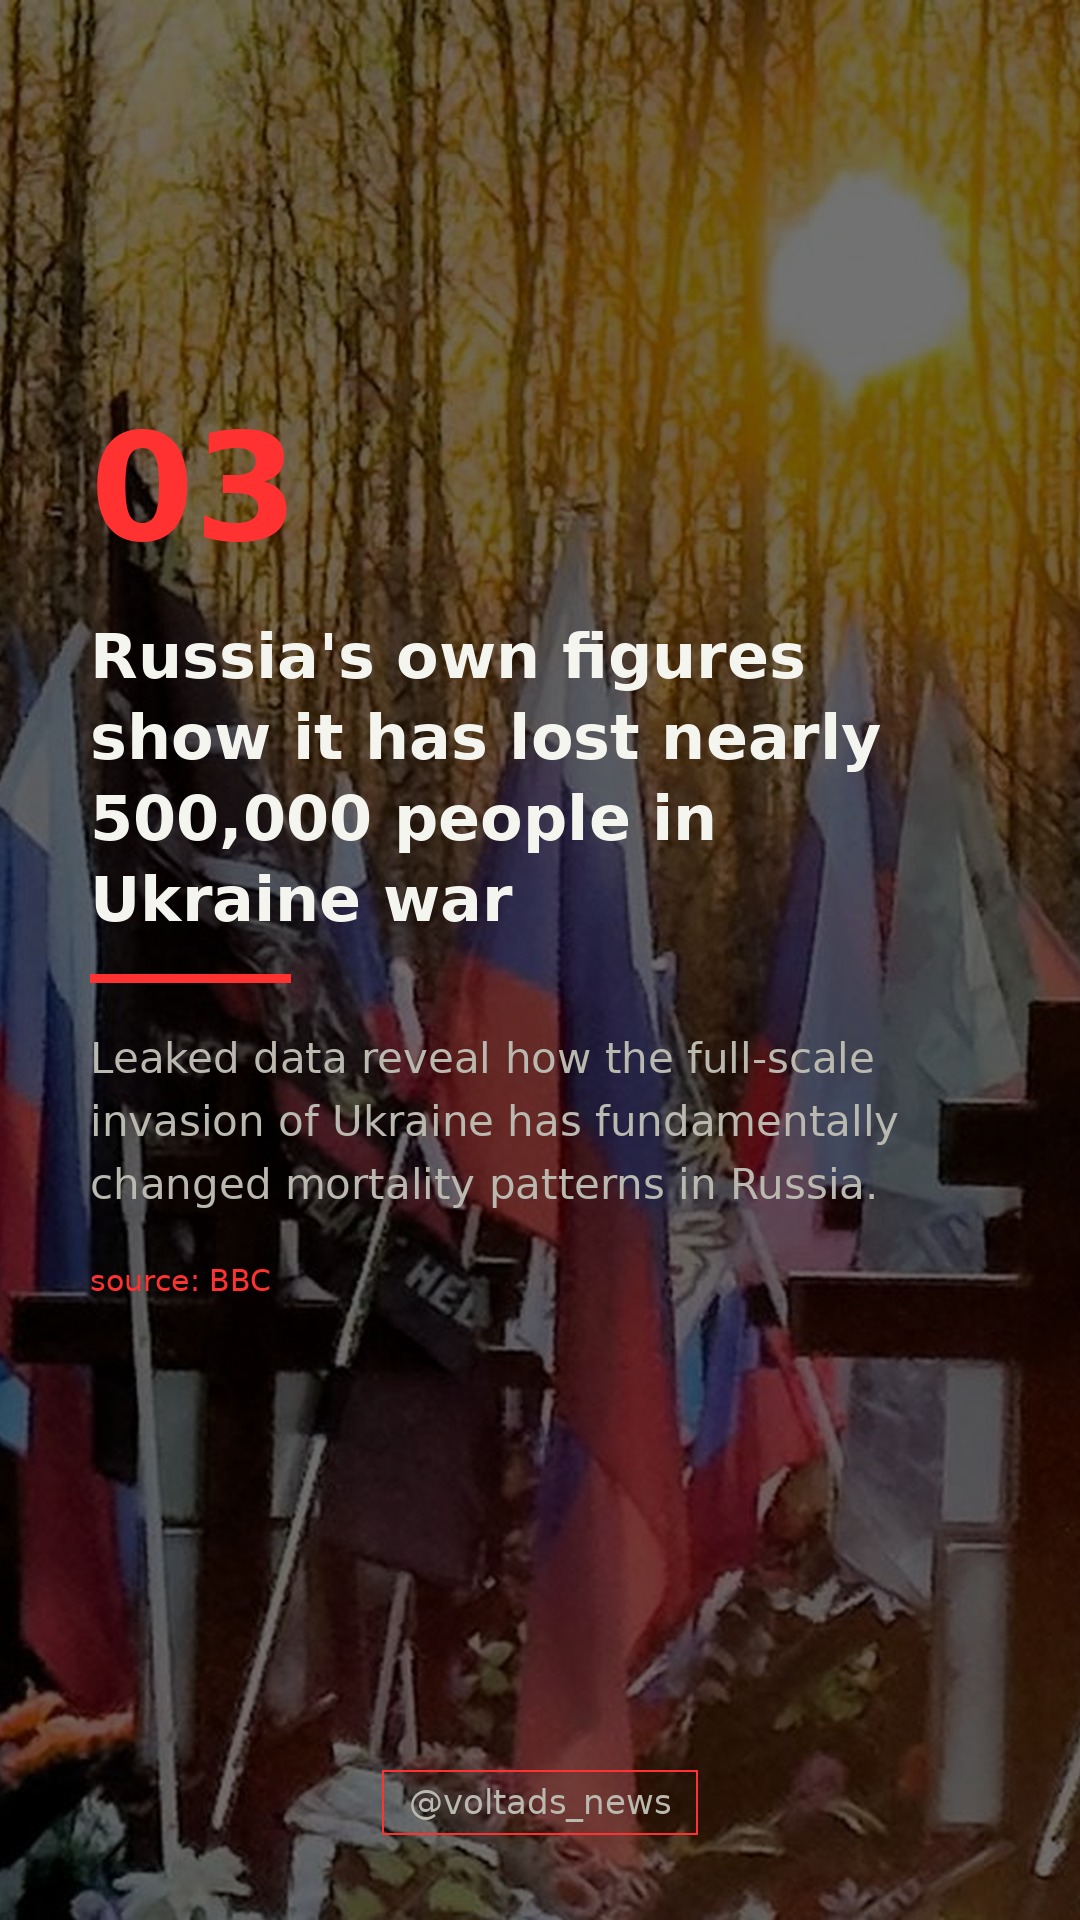 03
Russia's own figures
show it has lost nearly
500,000 people in
Ukraine war
Leaked data reveal how the full-scale
invasion of Ukraine has fundamentally
changed mortality patterns in Russia.
source: BBC
@voltads_news